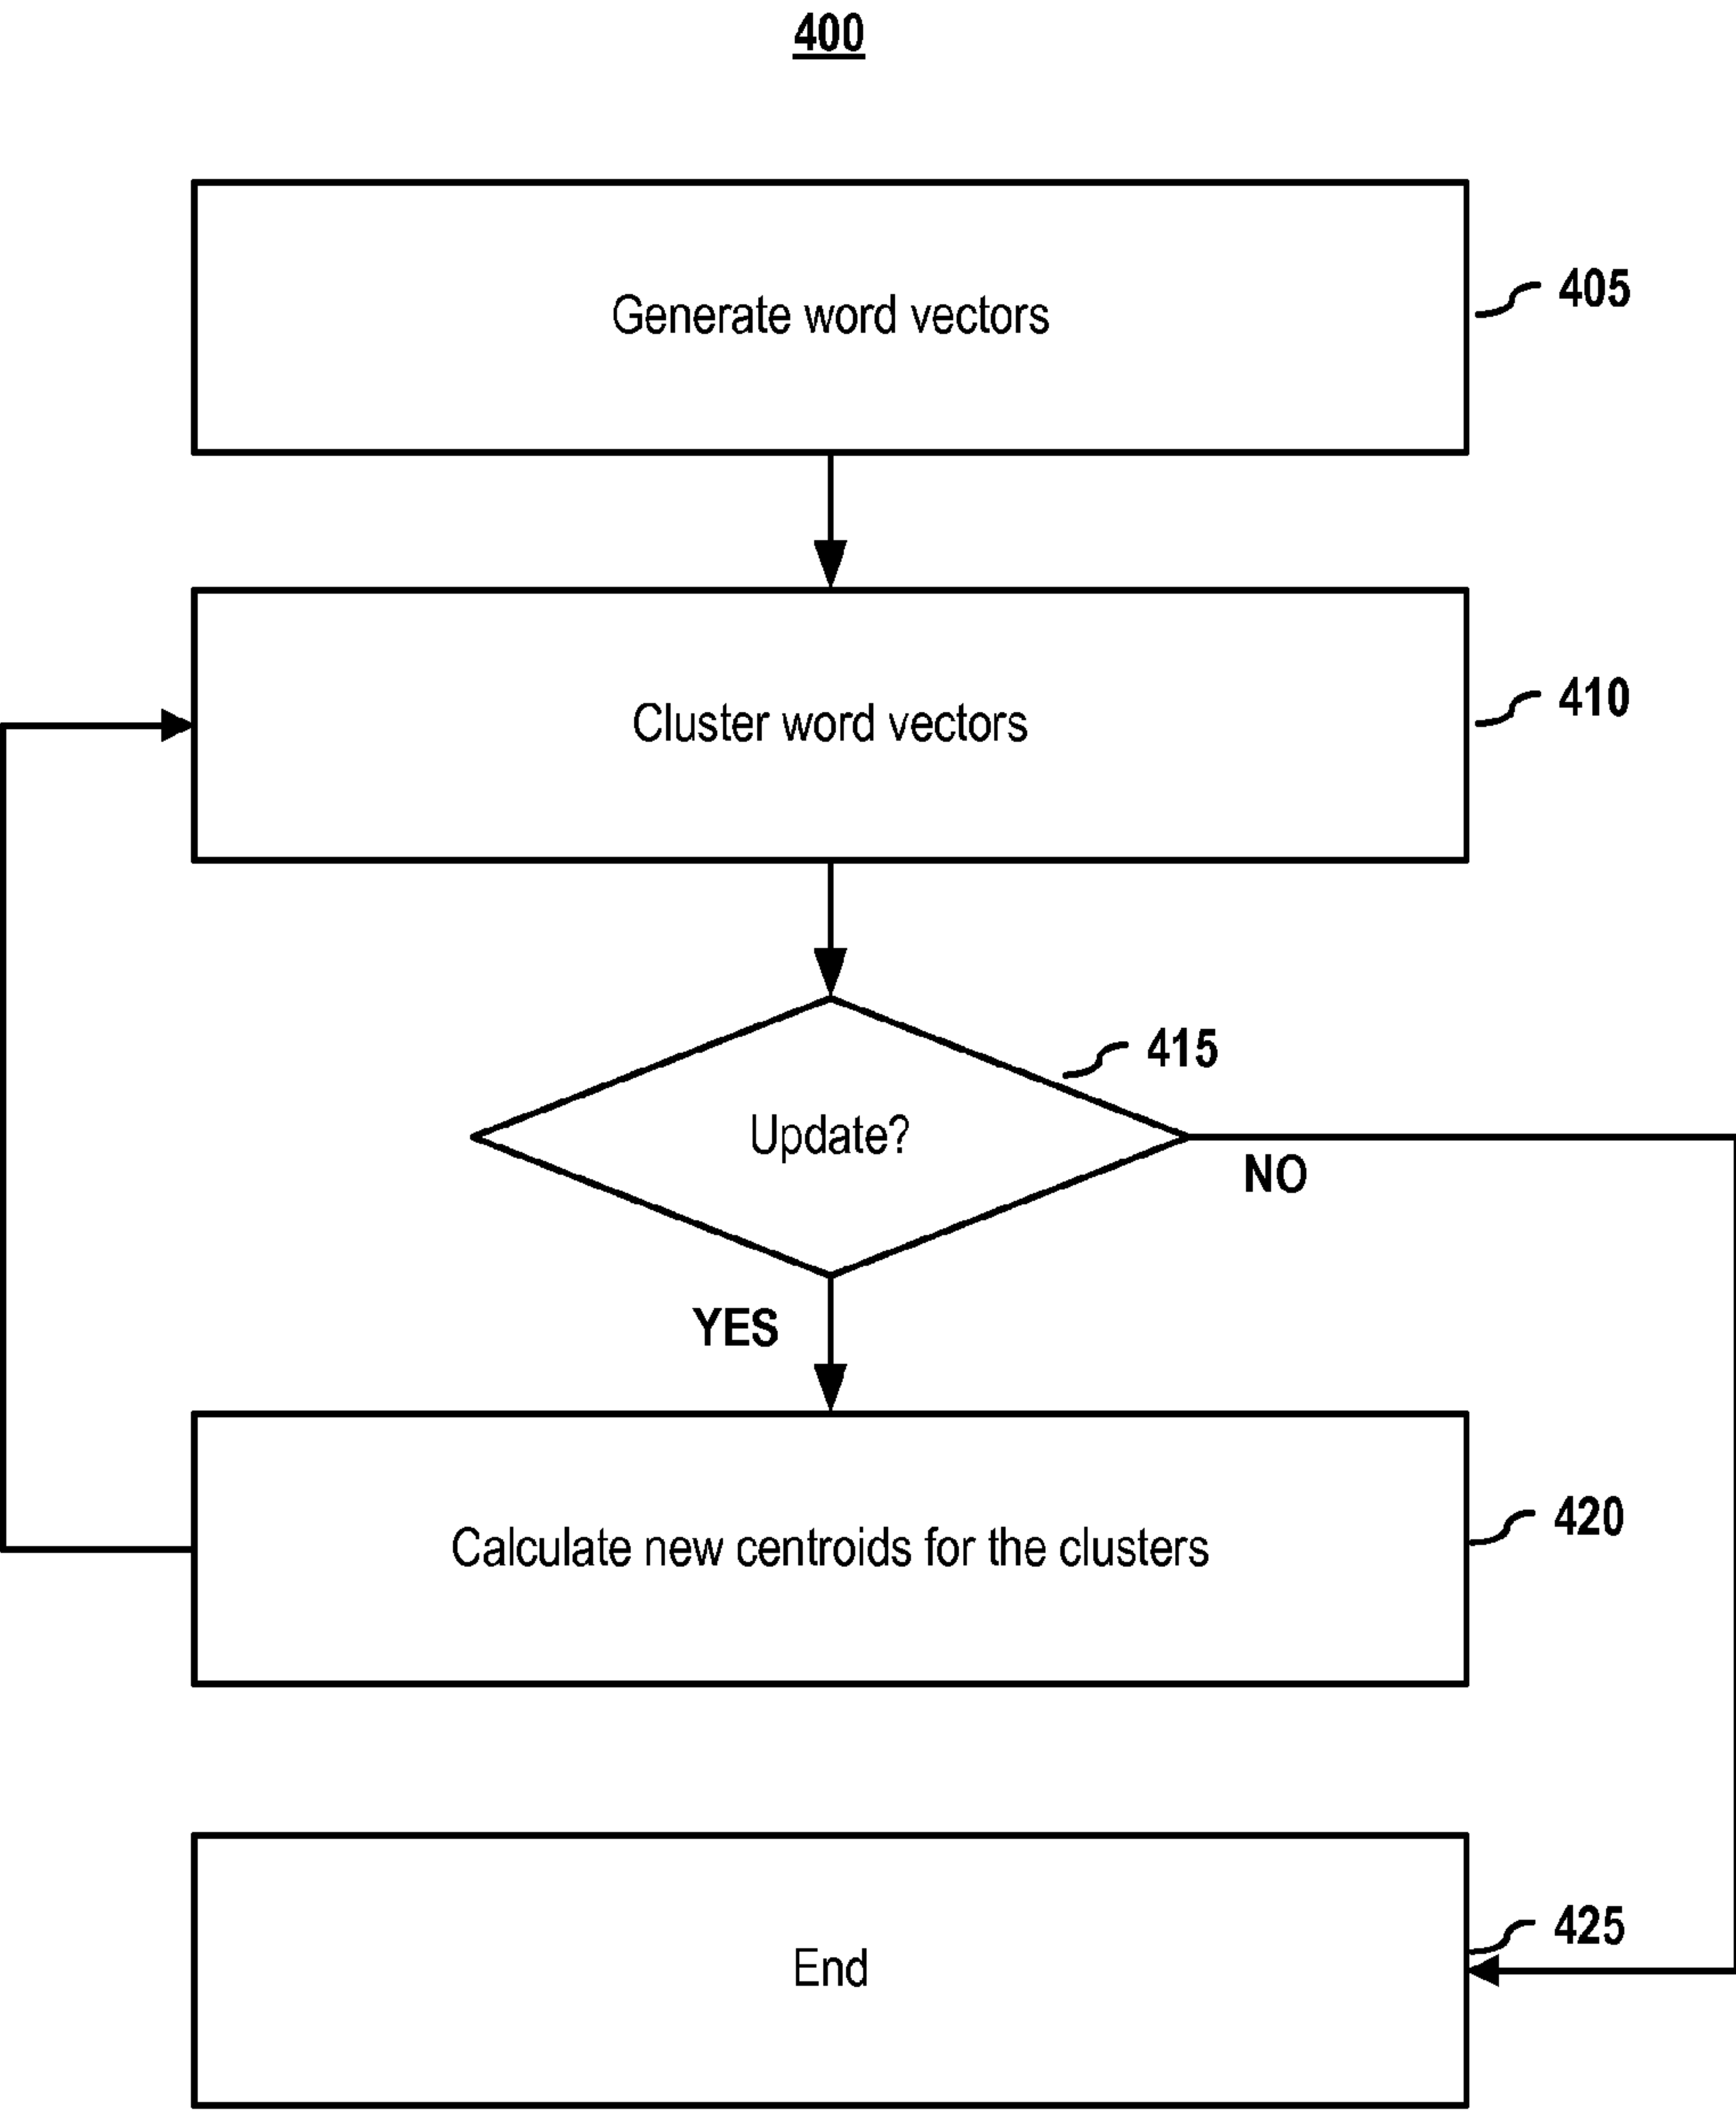 400
Generate word vectors
405
Cluster word vectors
410
415
Update?
NO
YES
Calculate new centroids for the clusters
420
End
425